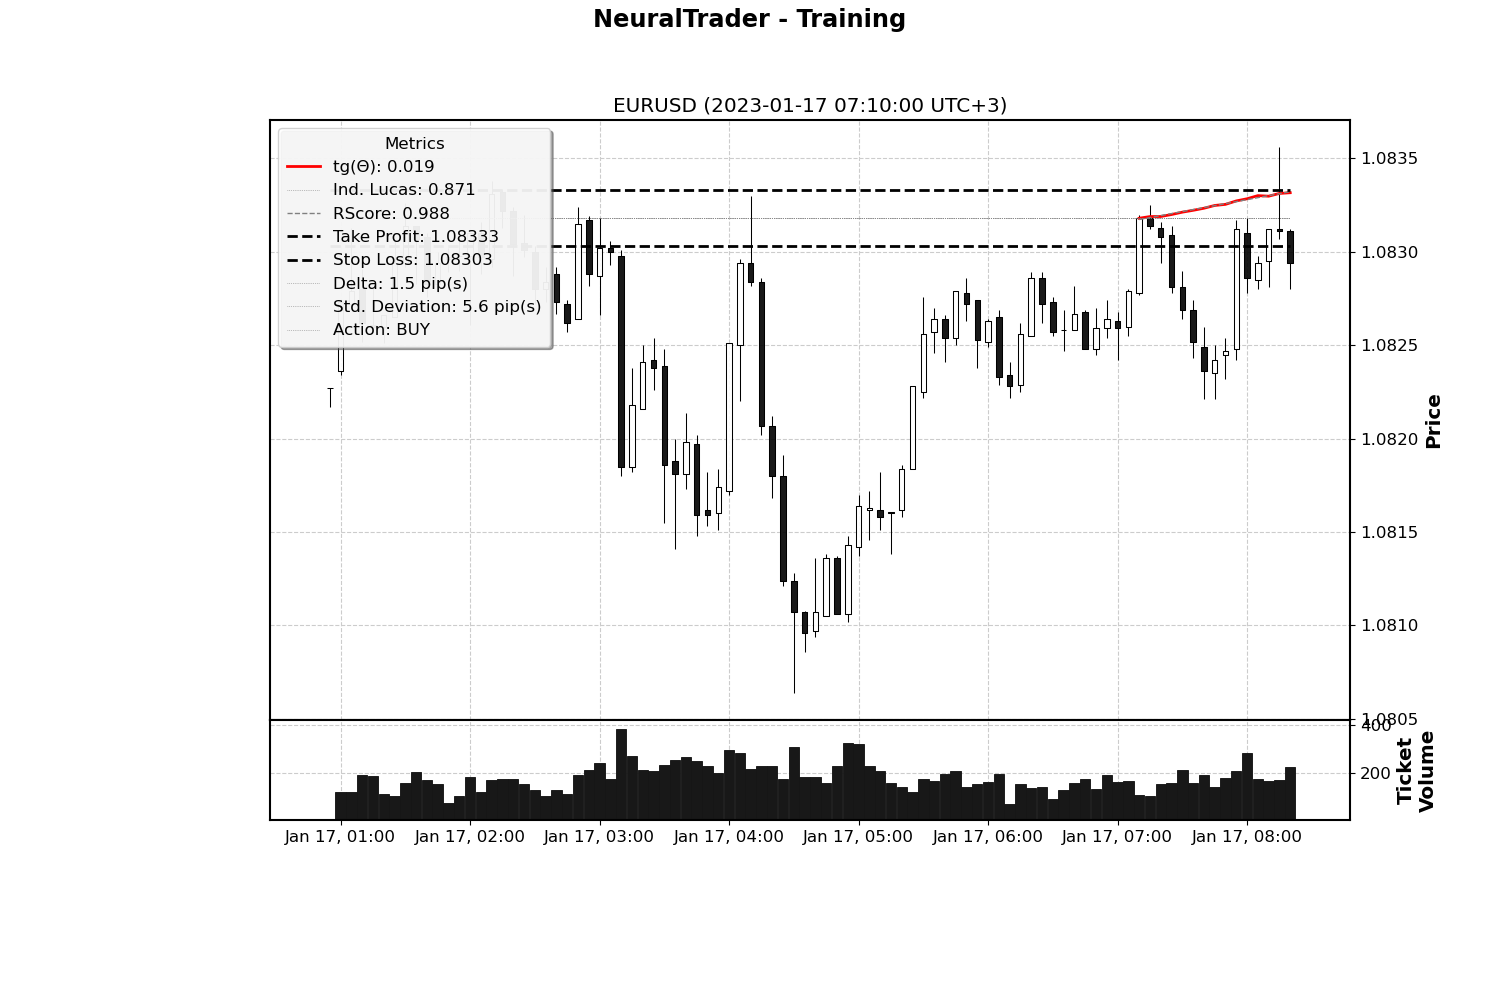 NeuralTrader - Training
EURUSD (2023-01-17 07:10:00 UTC+3)
Metrics
tg(Θ): 0.019
Ind. Lucas: 0.871
RScore: 0.988
Take Profit: 1.08333
Stop Loss: 1.08303
Delta: 1.5 pip(s)
Std. Deviation: 5.6 pip(s)
Action: BUY
1.0835
1.0830
1.0825
1.0820
1.0815
1.0810
1.0805
Price
400
200
Ticket
Volume
Jan 17, 01:00
Jan 17, 02:00
Jan 17, 03:00
Jan 17, 04:00
Jan 17, 05:00
Jan 17, 06:00
Jan 17, 07:00
Jan 17, 08:00